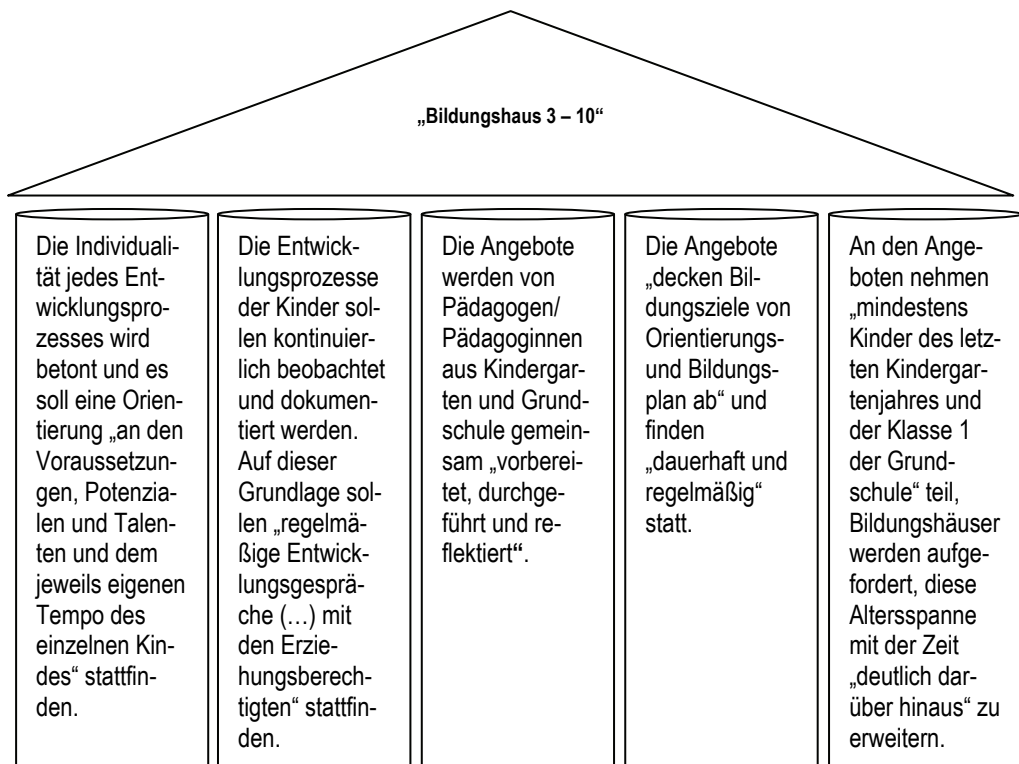 „Bildungshaus 3 – 10“
Die Individuali-
tät jedes Ent-
wicklungspro-
zesses wird
betont und es
soll eine Orien-
tierung „an den
Voraussetzun-
gen, Potenzia-
len und Talen-
ten und dem
jeweils eigenen
Tempo des
einzelnen Kin-
des“ stattfin-
den.
Die Entwick-
lungsprozesse
der Kinder sol-
len kontinuier-
lich beobachtet
und dokumen-
tiert werden.
Auf dieser
Grundlage sol-
len „regelmä-
ßige Entwick-
lungsgesprä-
che (…) mit
den Erzie-
hungsberech-
tigten“ stattfin-
den.
Die Angebote
werden von
Pädagogen/
Pädagoginnen
aus Kindergar-
ten und Grund-
schule gemein-
sam „vorberei-
tet, durchge-
führt und re-
flektiert“.
Die Angebote
„decken Bil-
dungsziele von
Orientierungs-
und Bildungs-
plan ab“ und
finden
„dauerhaft und
regelmäßig“
statt.
An den Ange-
boten nehmen
„mindestens
Kinder des letz-
ten Kindergar-
tenjahres und
der Klasse 1
der Grund-
schule“ teil,
Bildungshäuser
werden aufge-
fordert, diese
Altersspanne
mit der Zeit
„deutlich dar-
über hinaus“ zu
erweitern.